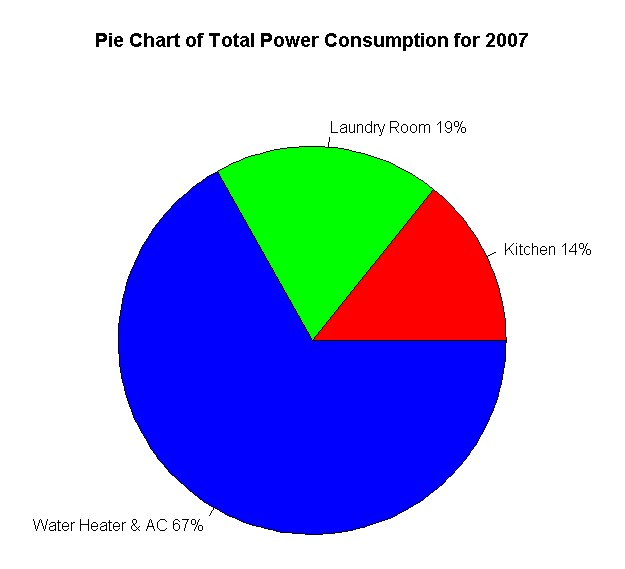 Pie Chart of Total Power Consumption for 2007
Laundry Room 19%
Kitchen 14%
Water Heater & AC 67%